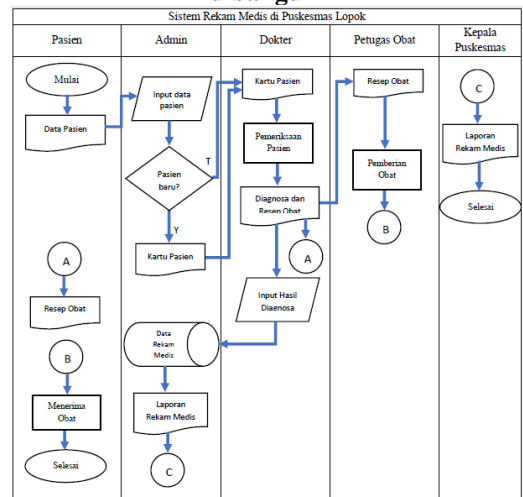 Sistem Rekam Medis di Puskesmas Lopok
Pasien
Admin
Dokter
Petugas Obat
Kepala
Puskesmas
Mulai
Data Pasien
A
Resep Obat
B
Menerima
Obat
Selesai
Input data
pasien
Pasien
baru?
T
Y
Kartu Pasien
Data
Rekam
Medis
Laporan
Rekam Medis
C
Kartu Pasien
Pemeriksaan
Pasien
Diagnosa dan
Resep Obat
A
Input Hasil
Diagnosa
Resep Obat
Pemberian
Obat
B
C
Laporan
Rekam Medis
Selesai